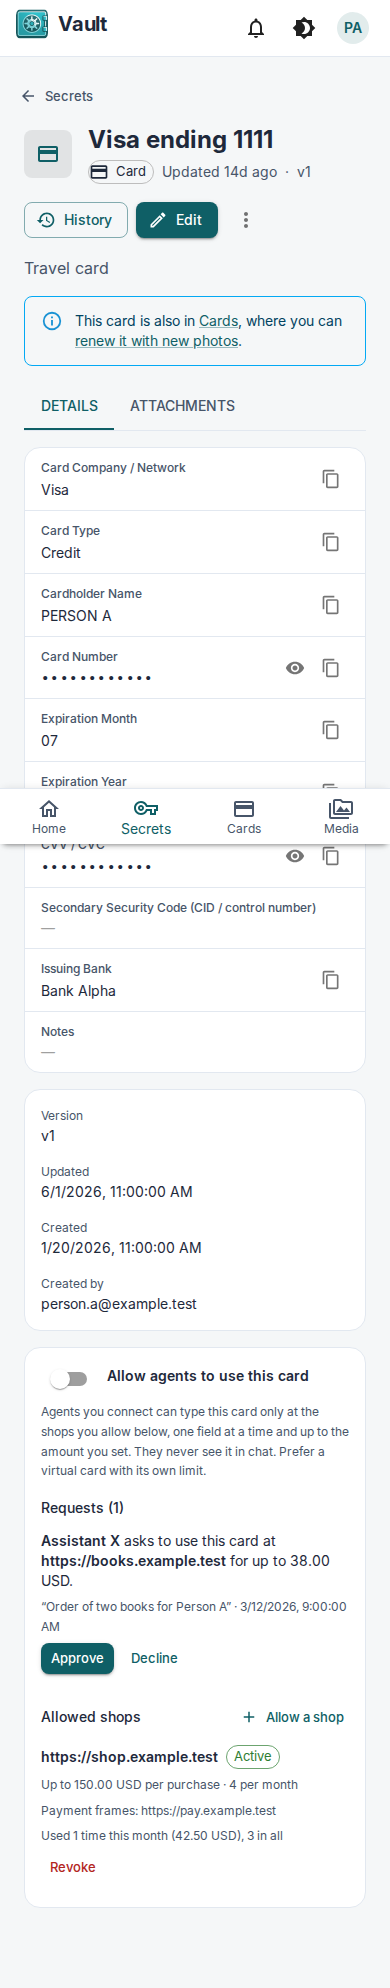 Vault
PA
Secrets
Visa ending 1111
Card Updated 14d ago · v1
History Edit
Travel card
This card is also in Cards, where you can
renew it with new photos.
DETAILS ATTACHMENTS
Card Company / Network
Visa
Card Type
Credit
Cardholder Name
PERSON A
Card Number
••••••••••••
Expiration Month
07
Expiration Year
Home Secrets Cards Media
CVV / CVC
••••••••••••
Secondary Security Code (CID / control number)
—
Issuing Bank
Bank Alpha
Notes
—
Version
v1
Updated
6/1/2026, 11:00:00 AM
Created
1/20/2026, 11:00:00 AM
Created by
person.a@example.test
Allow agents to use this card
Agents you connect can type this card only at the
shops you allow below, one field at a time and up to the
amount you set. They never see it in chat. Prefer a
virtual card with its own limit.
Requests (1)
Assistant X asks to use this card at
https://books.example.test for up to 38.00
USD.
“Order of two books for Person A” · 3/12/2026, 9:00:00
AM
Approve Decline
Allowed shops + Allow a shop
https://shop.example.test Active
Up to 150.00 USD per purchase · 4 per month
Payment frames: https://pay.example.test
Used 1 time this month (42.50 USD), 3 in all
Revoke